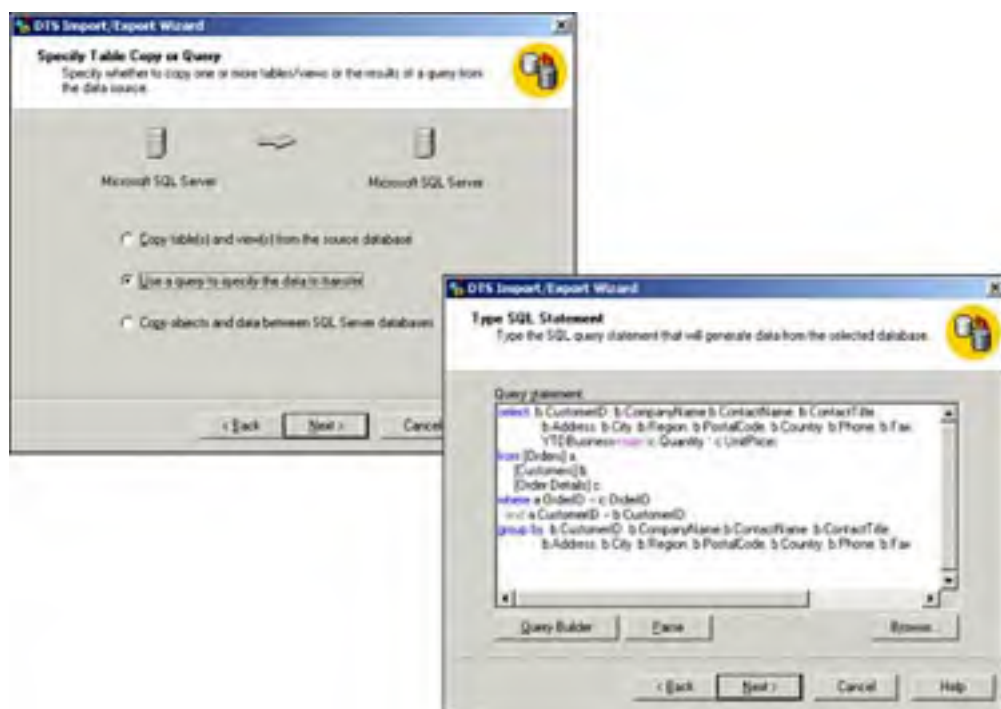 DTS Import/Export Wizard
Specify Table Copy or Query
Specify whether to copy one or more tables/views or the results of a query from
the data source.
Microsoft SQL Server
Microsoft SQL Server
Copy table(s) and view(s) from the source database
Use a query to specify the data to transfer
Copy objects and data between SQL Server databases
< Back
Next >
Cancel
DTS Import/Export Wizard
Type SQL Statement
Type the SQL query statement that will generate data from the selected database.
Query statement:
select b.CustomerID, b.CompanyName, b.ContactName, b.ContactTitle,
b.Address, b.City, b.Region, b.PostalCode, b.Country, b.Phone, b.Fax,
YTDBusiness=sum(c.Quantity * c.UnitPrice)
from [Orders] a,
[Customers] b,
[Order Details] c
where a.OrderID = c.OrderID
and a.CustomerID = b.CustomerID
group by b.CustomerID, b.CompanyName, b.ContactName, b.ContactTitle,
b.Address, b.City, b.Region, b.PostalCode, b.Country, b.Phone, b.Fax
Query Builder...
Parse
Browse...
< Back
Next >
Cancel
Help